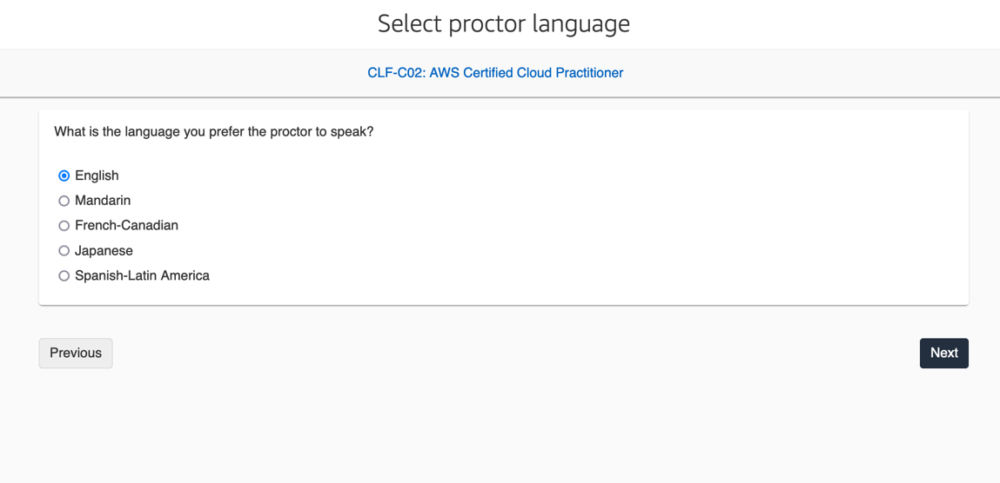 Select proctor language
CLF-C02: AWS Certified Cloud Practitioner
What is the language you prefer the proctor to speak?
English
Mandarin
French-Canadian
Japanese
Spanish-Latin America
Previous
Next